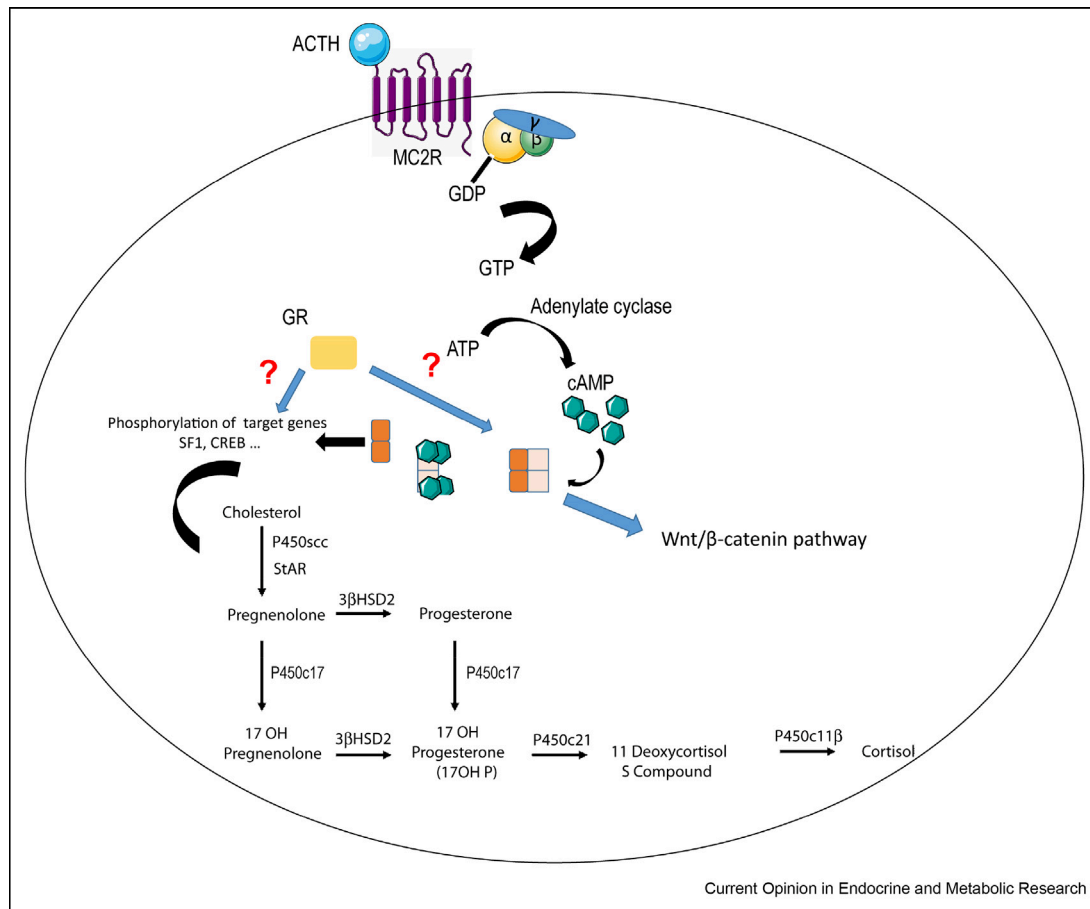 ACTH
MC2R
α
γ
β
GDP
GTP
Adenylate cyclase
ATP
cAMP
GR
?
?
Phosphorylation of target genes
SF1, CREB ...
Wnt/β-catenin pathway
Cholesterol
P450scc
StAR
Pregnenolone
3βHSD2
Progesterone
P450c17
P450c17
17 OH
Pregnenolone
3βHSD2
17 OH
Progesterone
(17OH P)
P450c21
11 Deoxycortisol
S Compound
P450c11β
Cortisol
Current Opinion in Endocrine and Metabolic Research